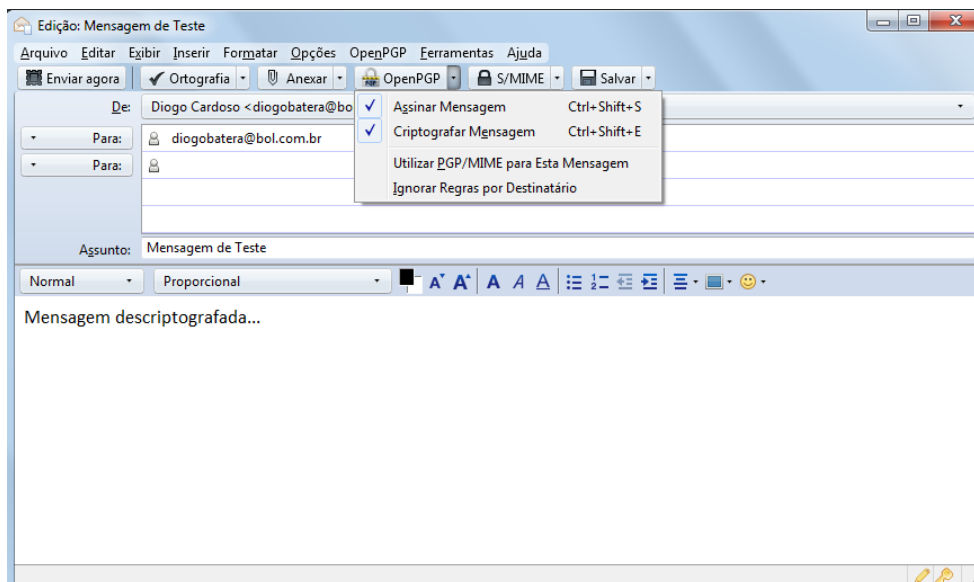 Edição: Mensagem de Teste
Arquivo Editar Exibir Inserir Formatar Opções OpenPGP Ferramentas Ajuda
Enviar agora Ortografia Anexar OpenPGP S/MIME Salvar
De: Diogo Cardoso <diogobatera@bo
Assinar Mensagem Ctrl+Shift+S
Para: diogobatera@bol.com.br
Criptografar Mensagem Ctrl+Shift+E
Para:
Utilizar PGP/MIME para Esta Mensagem
Ignorar Regras por Destinatário
Assunto: Mensagem de Teste
Normal Proporcional
Mensagem descriptografada...